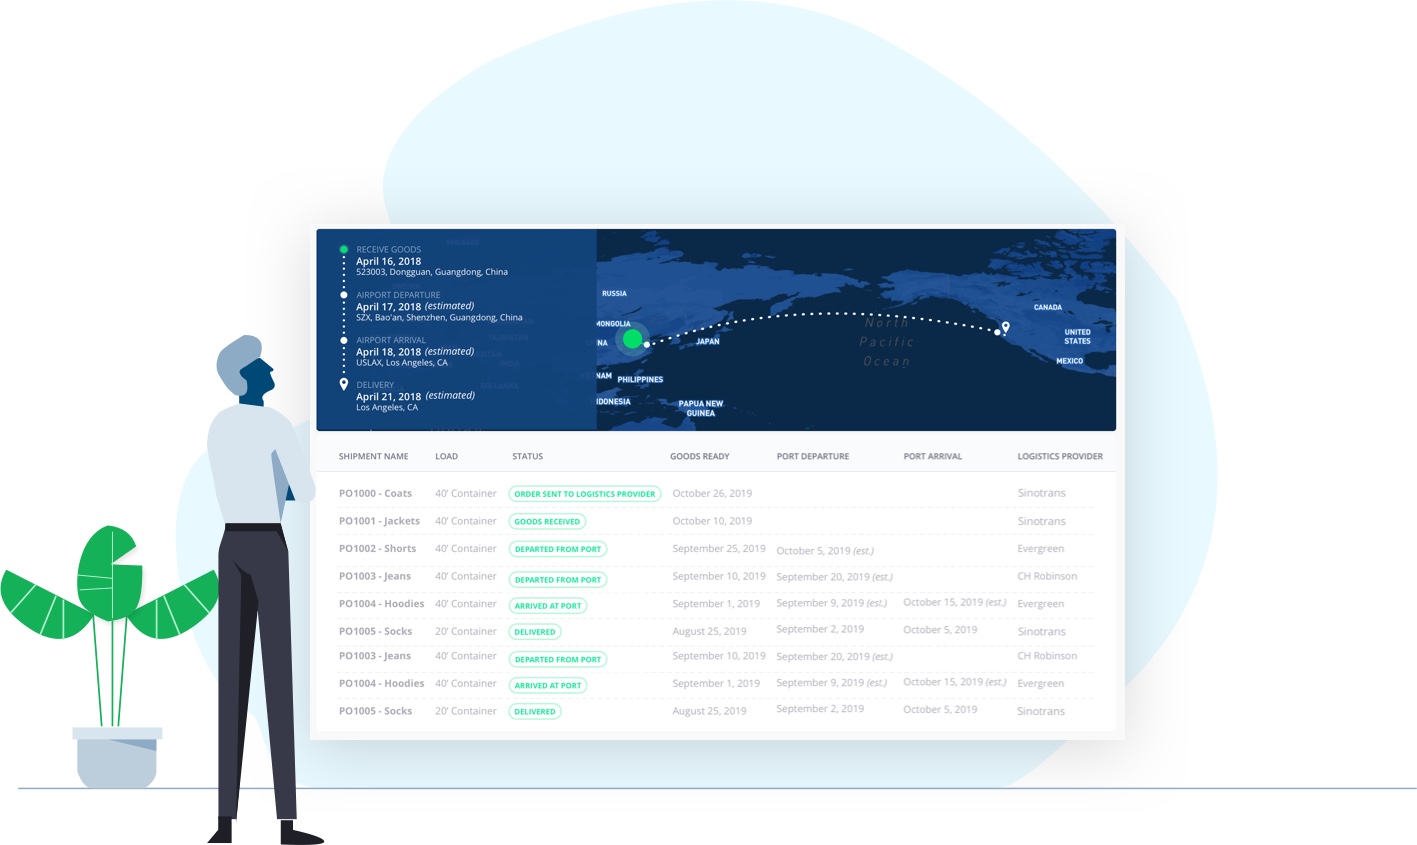 RECEIVE GOODS
April 16, 2018
523003, Dongguan, Guangdong, China
AIRPORT DEPARTURE
April 17, 2018 (estimated)
SZX, Bao'an, Shenzhen, Guangdong, China
AIRPORT ARRIVAL
April 18, 2018 (estimated)
USLAX, Los Angeles, CA
DELIVERY
April 21, 2018 (estimated)
Los Angeles, CA
RUSSIA
MONGOLIA
JAPAN
PHILIPPINES
PAPUA NEW
GUINEA
North
Pacific
Ocean
CANADA
UNITED
STATES
MEXICO
SHIPMENT NAME LOAD STATUS GOODS READY PORT DEPARTURE PORT ARRIVAL LOGISTICS PROVIDER
PO1000 - Coats 40' Container ORDER SENT TO LOGISTICS PROVIDER October 26, 2019 Sinotrans
PO1001 - Jackets 40' Container GOODS RECEIVED October 10, 2019 Sinotrans
PO1002 - Shorts 40' Container DEPARTED FROM PORT September 25, 2019 October 5, 2019 (est.) Evergreen
PO1003 - Jeans 40' Container DEPARTED FROM PORT September 10, 2019 September 20, 2019 (est.) CH Robinson
PO1004 - Hoodies 40' Container ARRIVED AT PORT September 1, 2019 September 9, 2019 (est.) October 15, 2019 (est.) Evergreen
PO1005 - Socks 20' Container DELIVERED August 25, 2019 September 2, 2019 October 5, 2019 Sinotrans
PO1003 - Jeans 40' Container DEPARTED FROM PORT September 10, 2019 September 20, 2019 (est.) CH Robinson
PO1004 - Hoodies 40' Container ARRIVED AT PORT September 1, 2019 September 9, 2019 (est.) October 15, 2019 (est.) Evergreen
PO1005 - Socks 20' Container DELIVERED August 25, 2019 September 2, 2019 October 5, 2019 Sinotrans